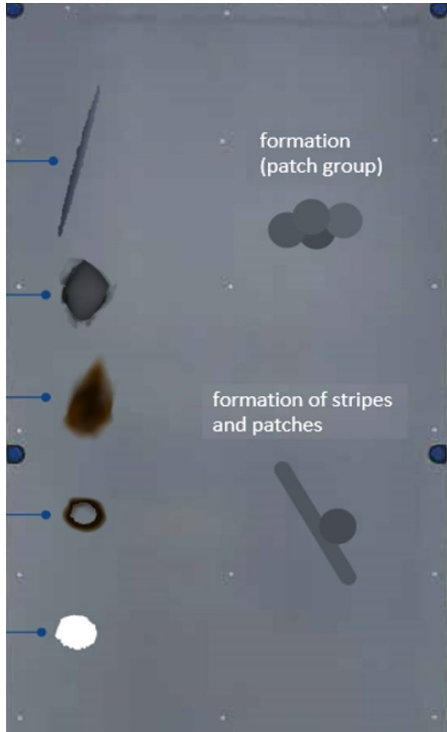 formation
(patch group)
formation of stripes
and patches